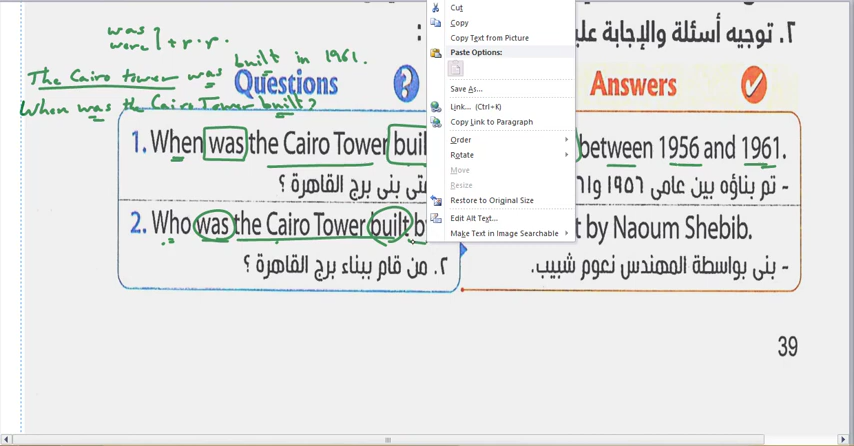 ٢. توجيه أسئلة والإجابة
:
was
were } + p.p.
The Cairo tower was built in 1961.
When was the Cairo Tower built?
Questions ?
Answers
1. When was the Cairo Tower
between 1956 and 1961.
متى بنى برج القاهرة ؟
- تم بناؤه بين عامى ١٩٥٦
2. Who was the Cairo Tower built
by Naoum Shebib.
٢. من قام ببناء برج القاهرة ؟
- بنى بواسطة المهندس نعوم شبيب.
39
Cut
Copy
Copy Text from Picture
Paste Options:
Save As...
Link... (Ctrl+K)
Copy Link to Paragraph
Order
Rotate
Move
Resize
Restore to Original Size
Edit Alt Text...
Make Text in Image Searchable